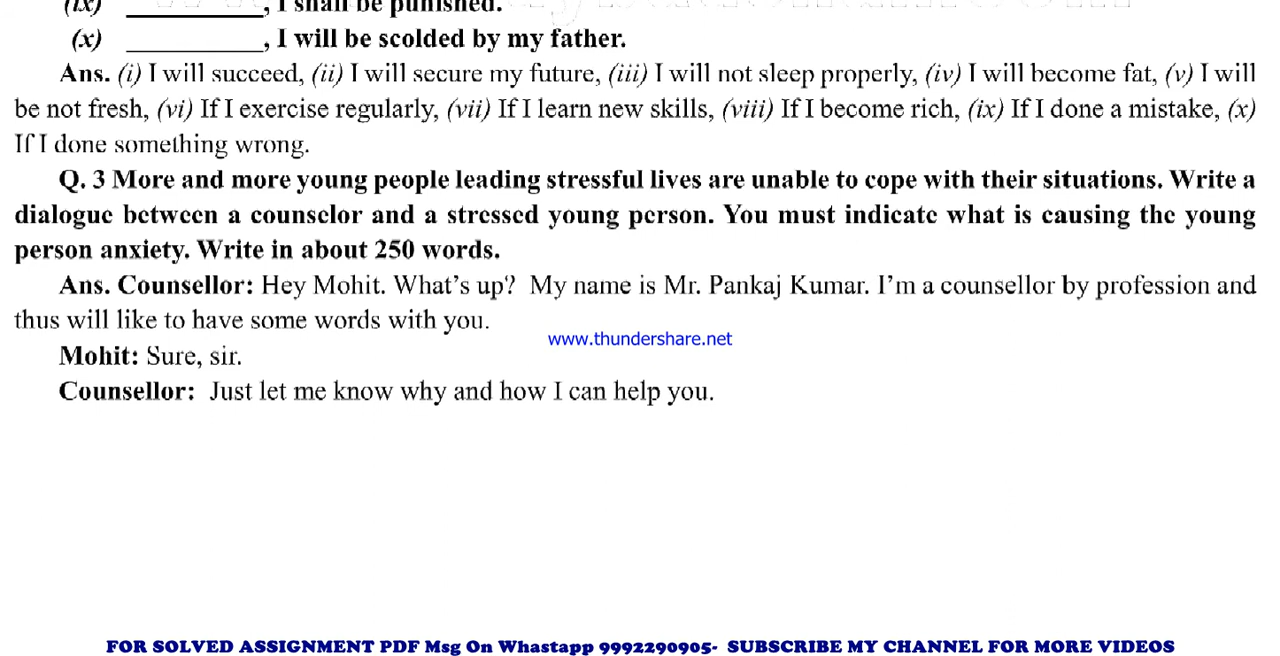 (ix) __________, I shall be punished.
(x) __________, I will be scolded by my father.
Ans. (i) I will succeed, (ii) I will secure my future, (iii) I will not sleep properly, (iv) I will become fat, (v) I will
be not fresh, (vi) If I exercise regularly, (vii) If I learn new skills, (viii) If I become rich, (ix) If I done a mistake, (x)
If I done something wrong.
Q. 3 More and more young people leading stressful lives are unable to cope with their situations. Write a
dialogue between a counselor and a stressed young person. You must indicate what is causing the young
person anxiety. Write in about 250 words.
Ans. Counsellor: Hey Mohit. What's up? My name is Mr. Pankaj Kumar. I'm a counsellor by profession and
thus will like to have some words with you.
www.thundershare.net
Mohit: Sure, sir.
Counsellor: Just let me know why and how I can help you.
FOR SOLVED ASSIGNMENT PDF Msg On Whastapp 9992290905- SUBSCRIBE MY CHANNEL FOR MORE VIDEOS